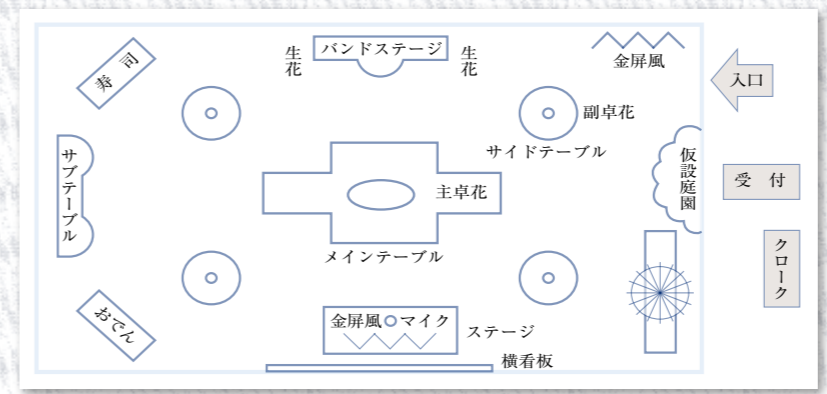 寿司
生花
バンドステージ
生花
金屏風
入口
副卓花
サイドテーブル
サブテーブル
主卓花
メインテーブル
仮設庭園
受付
クローク
おでん
金屏風
マイク
ステージ
横看板